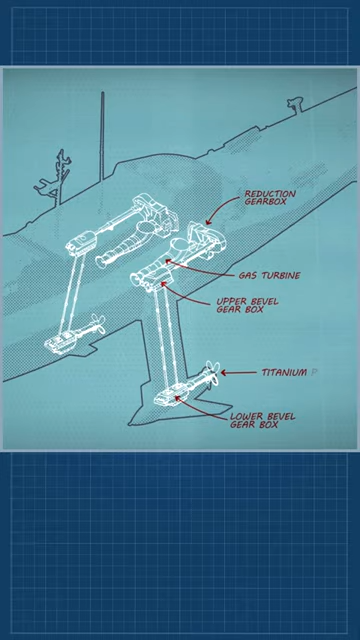 REDUCTION
GEARBOX
GAS TURBINE
UPPER BEVEL
GEAR BOX
TITANIUM P
LOWER BEVEL
GEAR BOX